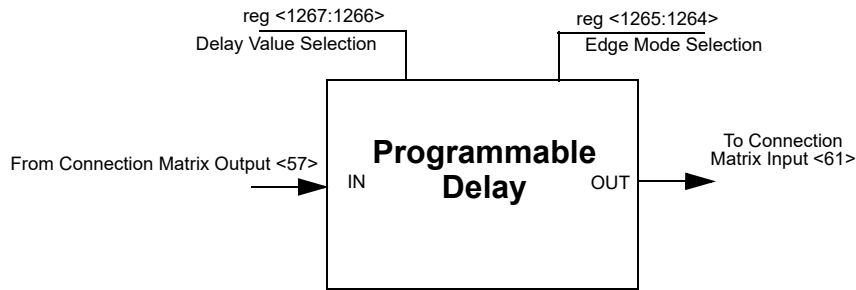 reg <1267:1266>
Delay Value Selection
reg <1265:1264>
Edge Mode Selection
From Connection Matrix Output <57>
IN
Programmable
Delay
OUT
To Connection
Matrix Input <61>